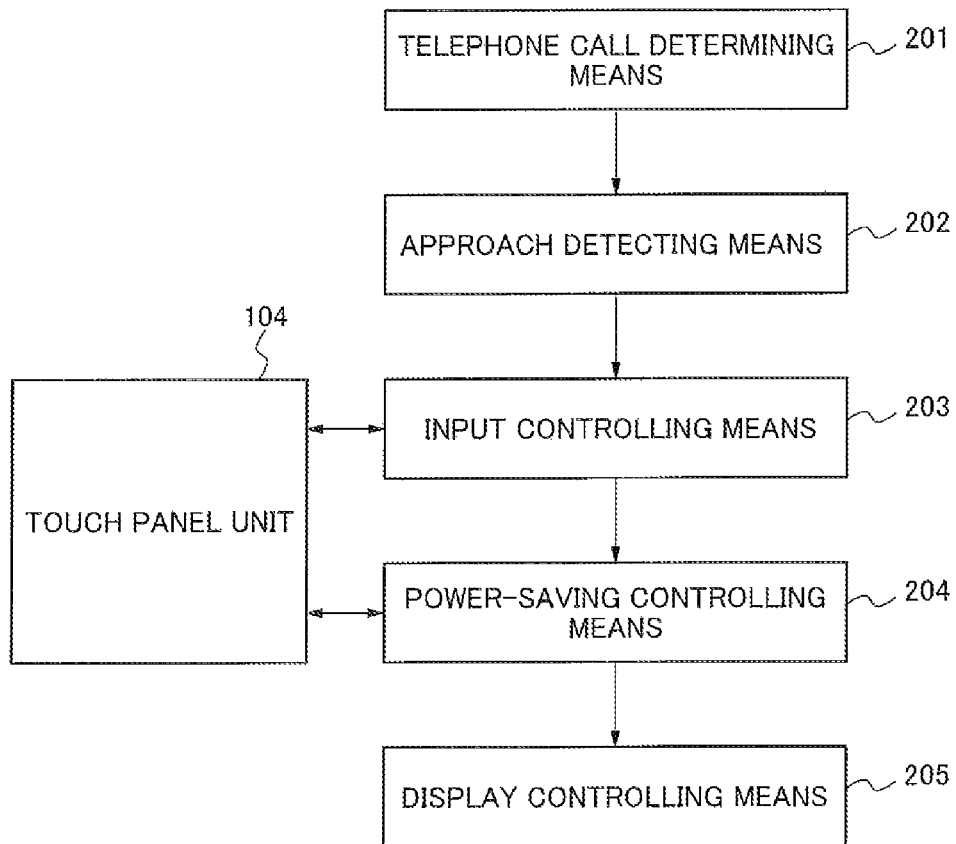 TELEPHONE CALL DETERMINING
MEANS
201
APPROACH DETECTING MEANS
202
104
INPUT CONTROLLING MEANS
203
TOUCH PANEL UNIT
POWER-SAVING CONTROLLING
MEANS
204
DISPLAY CONTROLLING MEANS
205